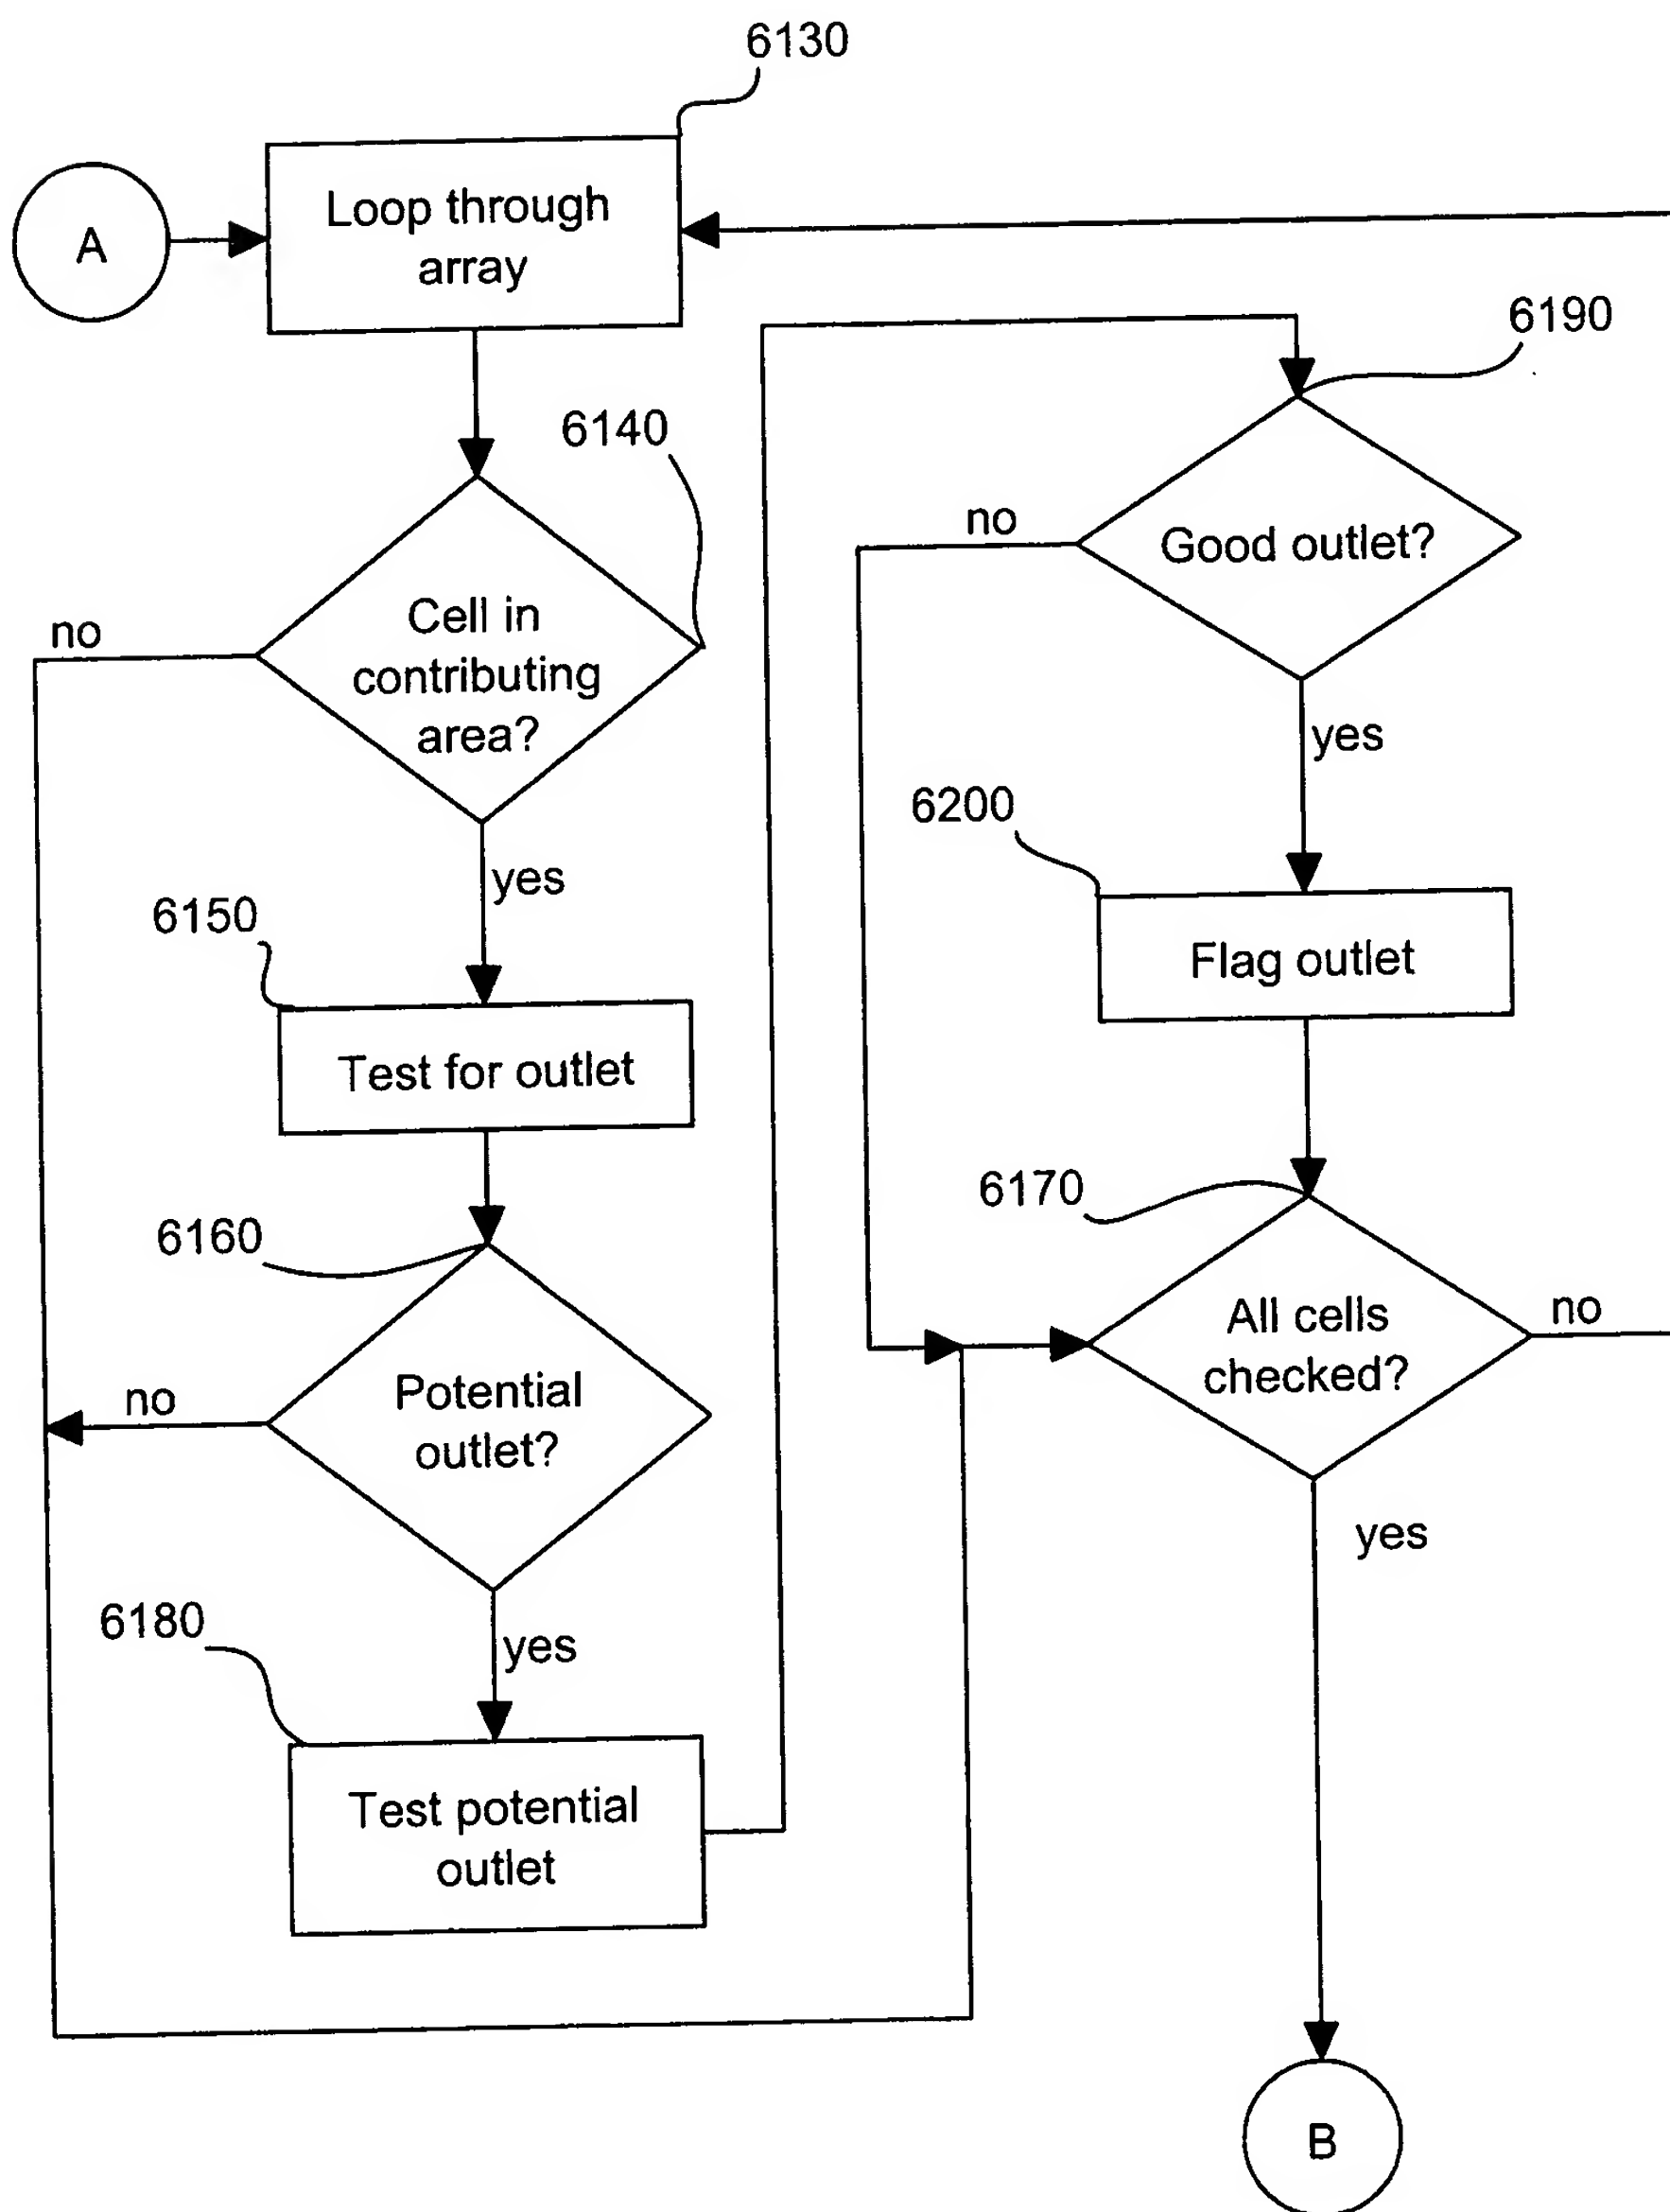 6130
A
Loop through
array
6140
no
Cell in
contributing
area?
yes
6150
Test for outlet
6160
no
Potential
outlet?
yes
6180
Test potential
outlet
6190
no
Good outlet?
yes
6200
Flag outlet
6170
All cells
checked?
no
yes
B